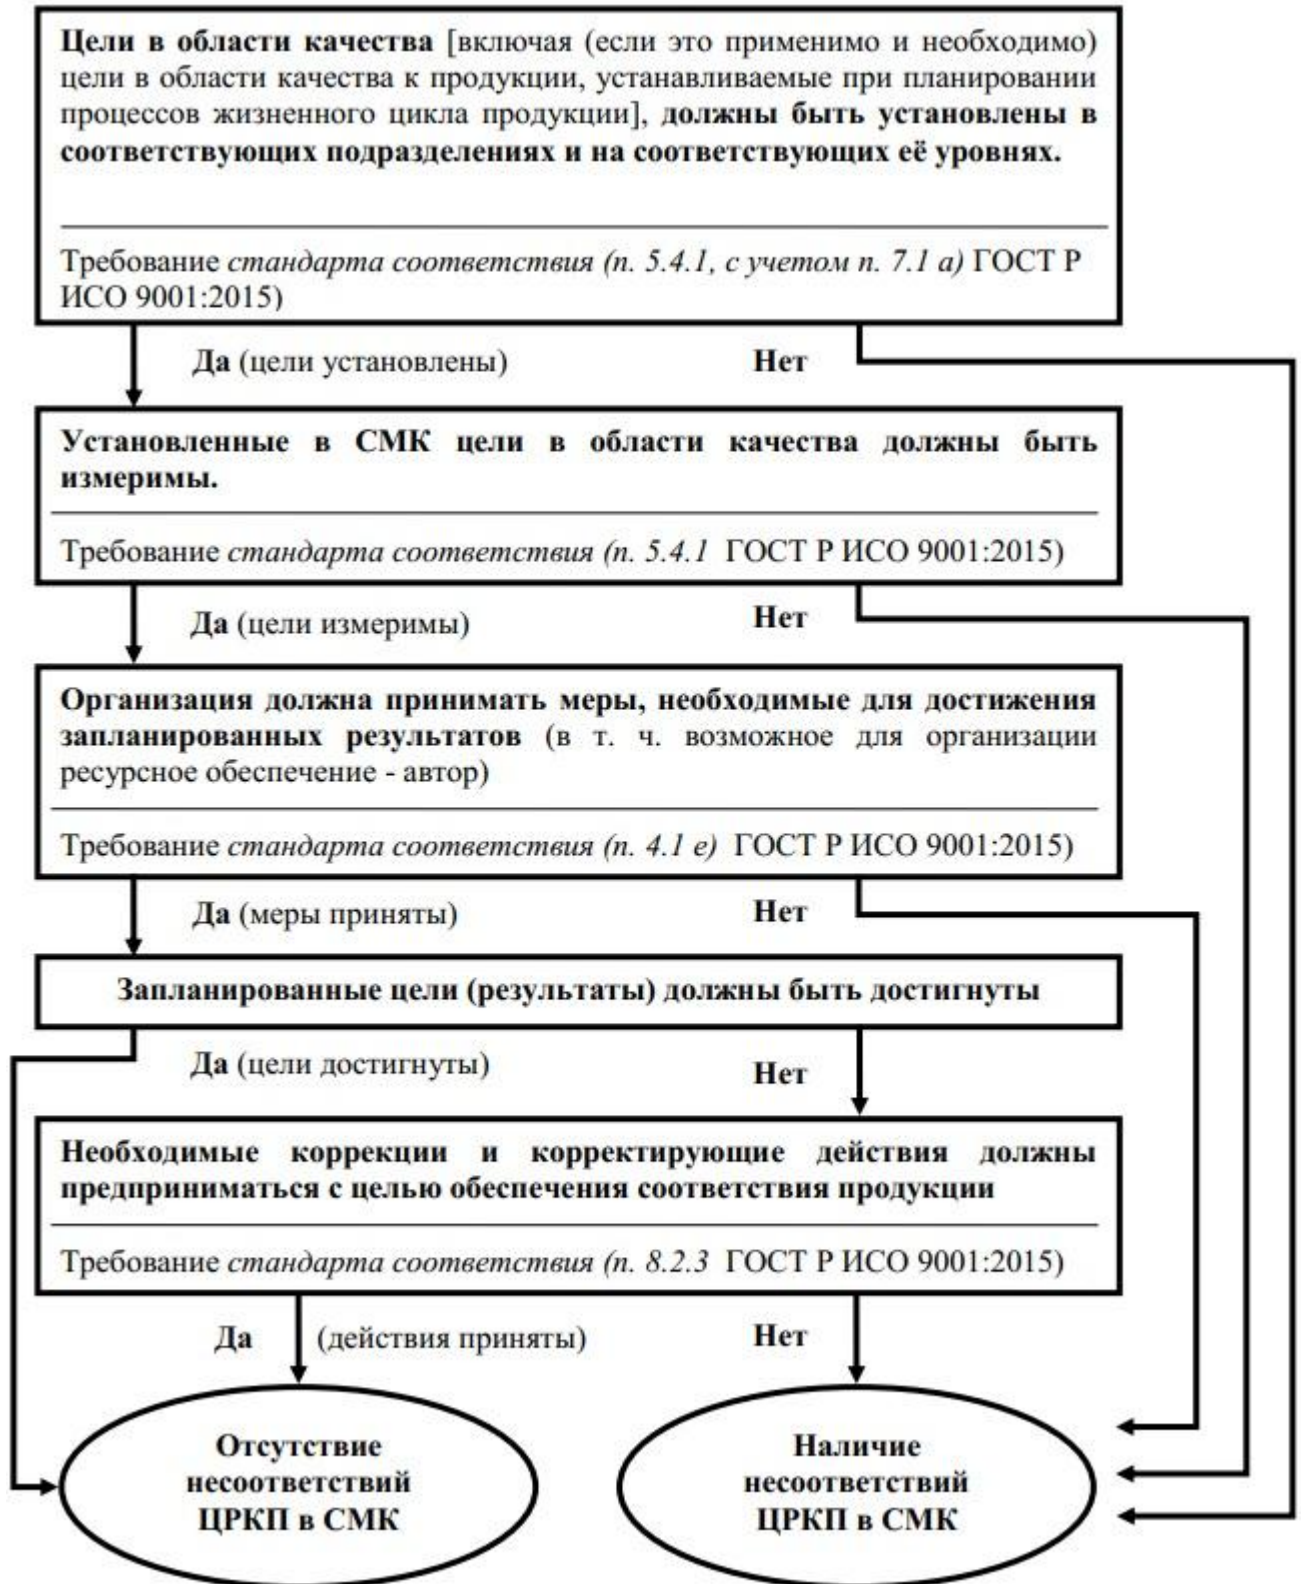 Цели в области качества [включая (если это применимо и необходимо)
цели в области качества к продукции, устанавливаемые при планировании
процессов жизненного цикла продукции], должны быть установлены в
соответствующих подразделениях и на соответствующих её уровнях.
Требование стандарта соответствия (п. 5.4.1, с учетом п. 7.1 а) ГОСТ Р
ИСО 9001:2015)
Да (цели установлены) Нет
Установленные в СМК цели в области качества должны быть
измеримы.
Требование стандарта соответствия (п. 5.4.1 ГОСТ Р ИСО 9001:2015)
Да (цели измеримы) Нет
Организация должна принимать меры, необходимые для достижения
запланированных результатов (в т. ч. возможное для организации
ресурсное обеспечение - автор)
Требование стандарта соответствия (п. 4.1 е) ГОСТ Р ИСО 9001:2015)
Да (меры приняты) Нет
Запланированные цели (результаты) должны быть достигнуты
Да (цели достигнуты) Нет
Необходимые коррекции и корректирующие действия должны
предприниматься с целью обеспечения соответствия продукции
Требование стандарта соответствия (п. 8.2.3 ГОСТ Р ИСО 9001:2015)
Да (действия приняты) Нет
Отсутствие
несоответствий
ЦРКП в СМК
Наличие
несоответствий
ЦРКП в СМК